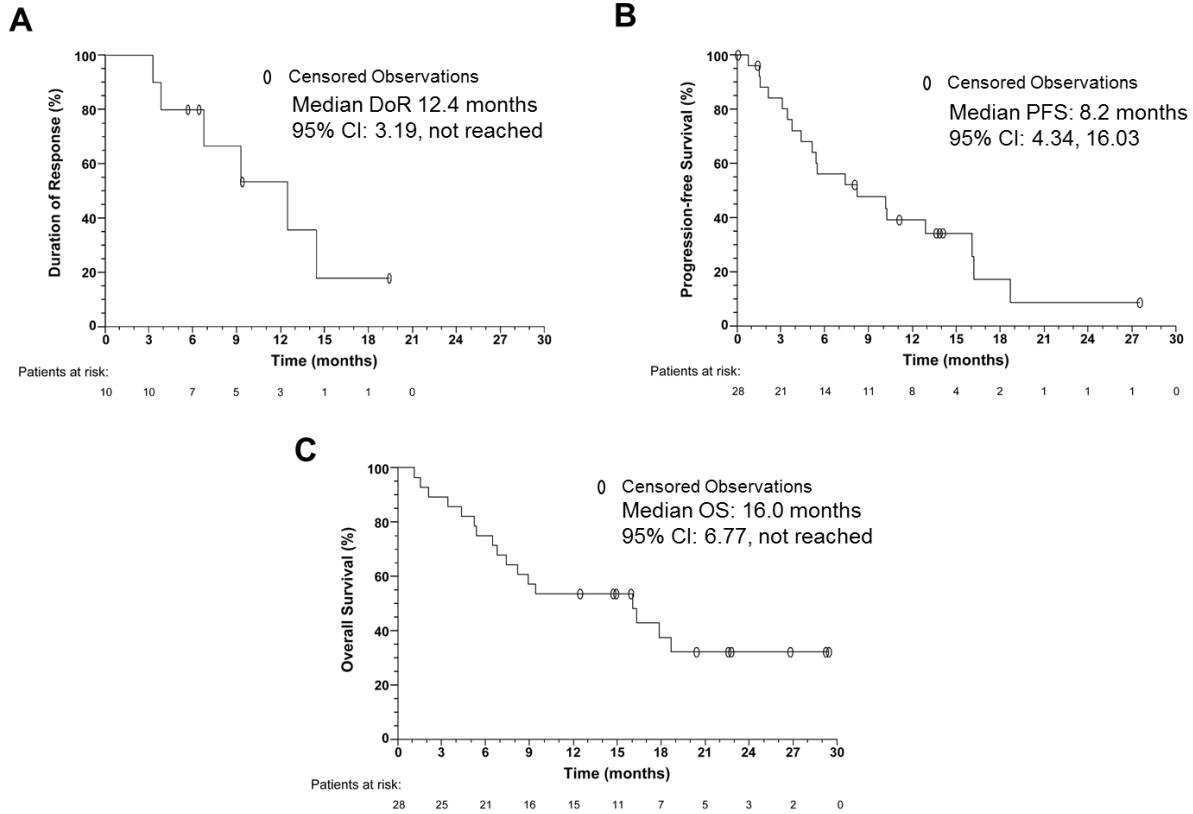 A
Duration of Response (%)
100
80
60
40
20
0
Censored Observations
Median DoR 12.4 months
95% CI: 3.19, not reached
0 3 6 9 12 15 18 21 24 27 30
Time (months)
Patients at risk:
10 10 7 5 3 1 1 0
B
Progression-free Survival (%)
100
80
60
40
20
0
Censored Observations
Median PFS: 8.2 months
95% CI: 4.34, 16.03
0 3 6 9 12 15 18 21 24 27 30
Time (months)
Patients at risk:
28 21 14 11 8 4 2 1 1 1 0
C
Overall Survival (%)
100
80
60
40
20
0
Censored Observations
Median OS: 16.0 months
95% CI: 6.77, not reached
0 3 6 9 12 15 18 21 24 27 30
Time (months)
Patients at risk:
28 25 21 16 15 11 7 5 3 2 0